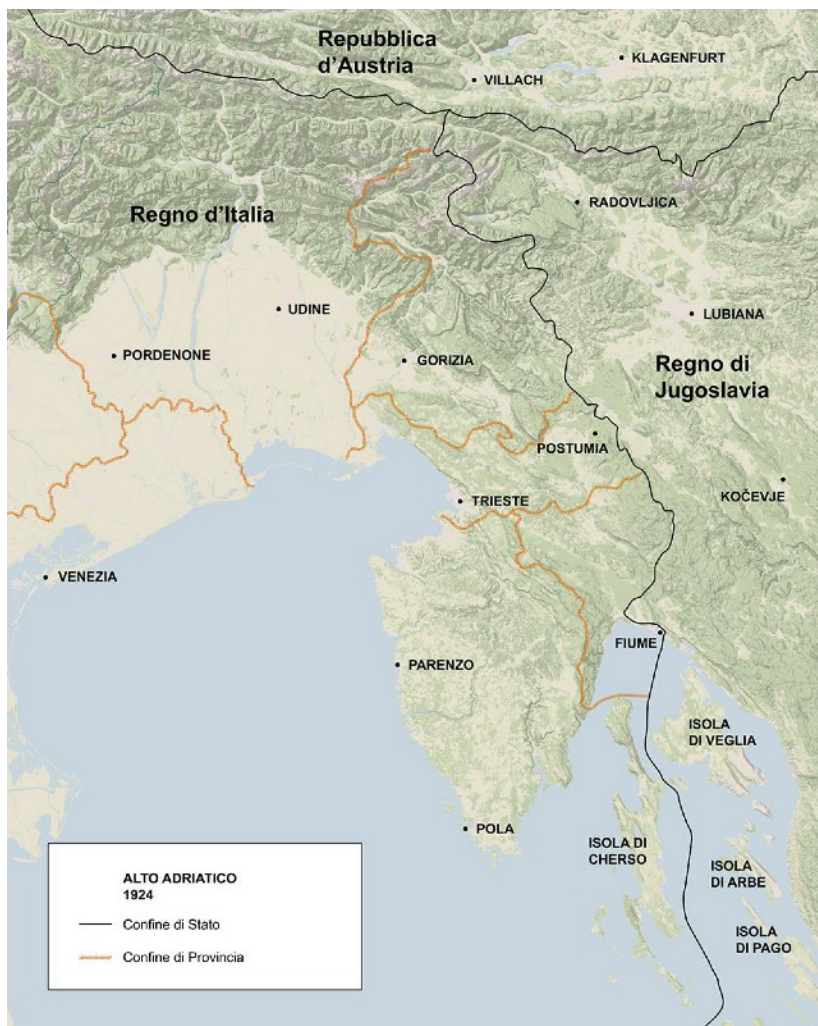 Repubblica
d'Austria
KLAGENFURT
VILLACH
RADOVLJICA
Regno d'Italia
UDINE
LUBIANA
PORDENONE
GORIZIA
Regno di
Jugoslavia
POSTUMIA
KOČEVJE
TRIESTE
VENEZIA
FIUME
PARENZO
ISOLA
DI VEGLIA
POLA
ISOLA DI
CHERSO
ISOLA
DI ARBE
ISOLA
DI PAGO
ALTO ADRIATICO
1924
Confine di Stato
Confine di Provincia